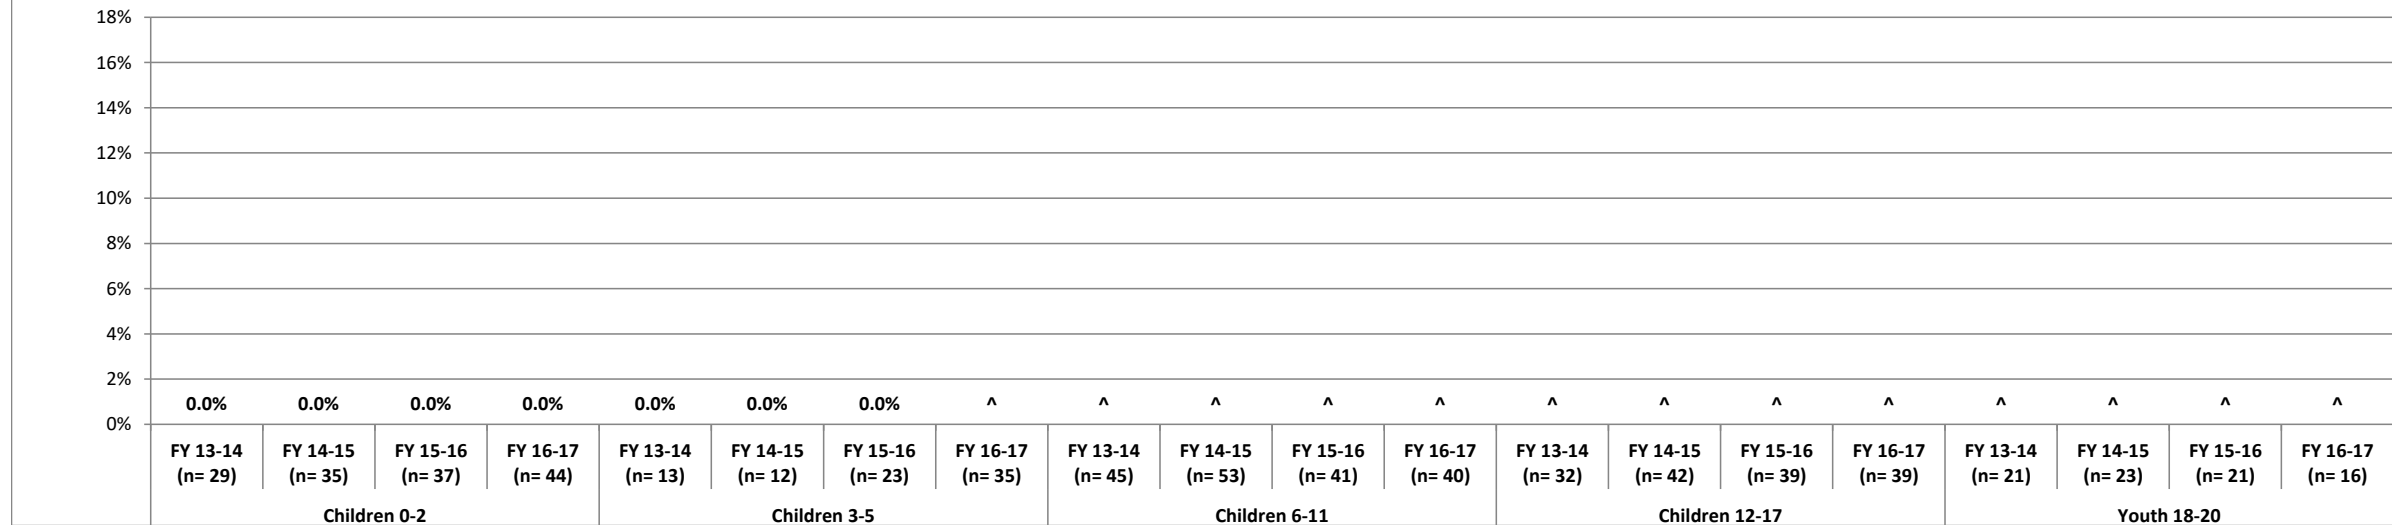 18%
16%
14%
12%
10%
8%
6%
4%
2%
0%
0.0% 0.0% 0.0% 0.0% 0.0% 0.0% 0.0% ^ ^ ^ ^ ^ ^ ^ ^ ^ ^ ^ ^ ^
FY 13-14 FY 14-15 FY 15-16 FY 16-17 FY 13-14 FY 14-15 FY 15-16 FY 16-17 FY 13-14 FY 14-15 FY 15-16 FY 16-17 FY 13-14 FY 14-15 FY 15-16 FY 16-17 FY 13-14 FY 14-15 FY 15-16 FY 16-17
(n= 29) (n= 35) (n= 37) (n= 44) (n= 13) (n= 12) (n= 23) (n= 35) (n= 45) (n= 53) (n= 41) (n= 40) (n= 32) (n= 42) (n= 39) (n= 39) (n= 21) (n= 23) (n= 21) (n= 16)
Children 0-2 Children 3-5 Children 6-11 Children 12-17 Youth 18-20